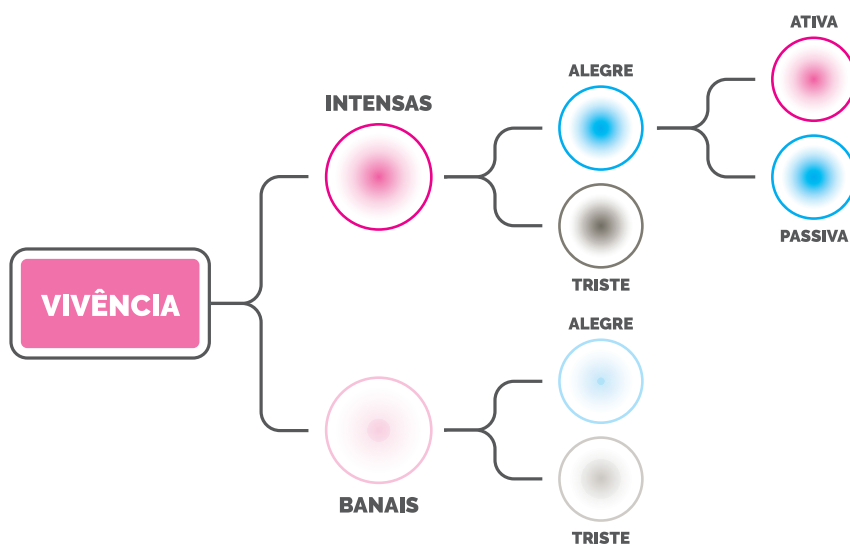 ATIVA
ALEGRE
INTENSAS
PASSIVA
TRISTE
VIVÊNCIA
ALEGRE
BANAIS
TRISTE